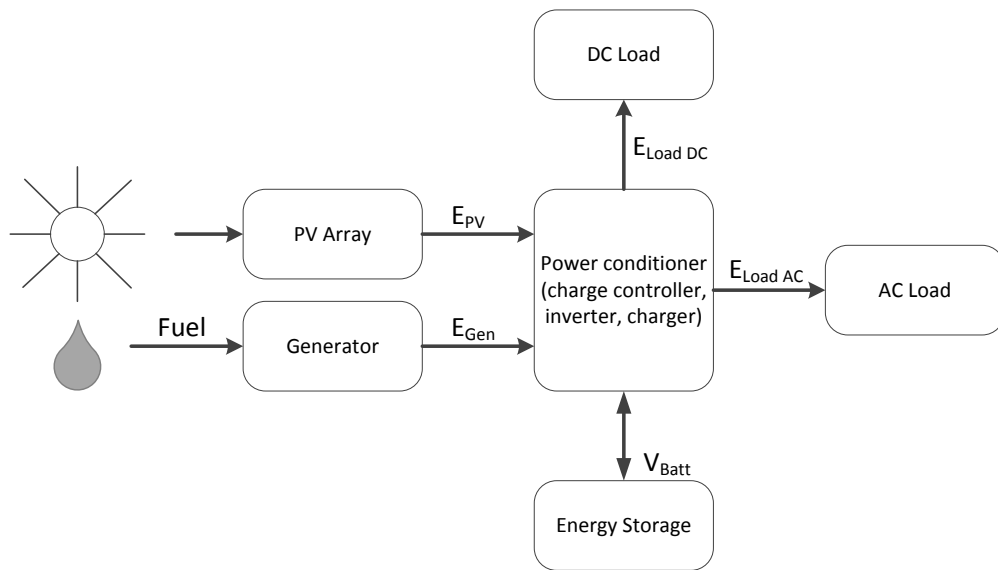 DC Load
E_Load DC
PV Array
E_PV
Power conditioner
(charge controller,
inverter, charger)
E_Load AC
AC Load
Fuel
Generator
E_Gen
V_Batt
Energy Storage